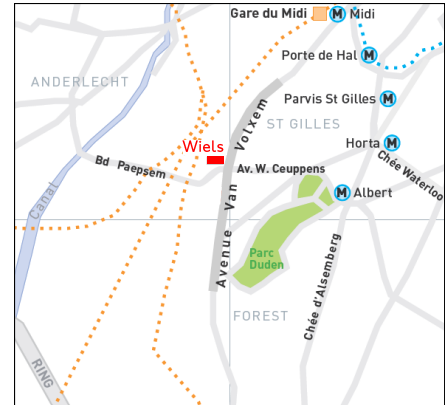 Gare du Midi M Midi
Porte de Hal M
ANDERLECHT
Parvis St Gilles M
ST GILLES
Wiels
Horta M
Bd Paepsem
Av. W. Ceuppens
Chée Waterloo
M Albert
Canal
Avenue Van Volxem
Parc
Duden
Chée d'Alsemberg
FOREST
RING